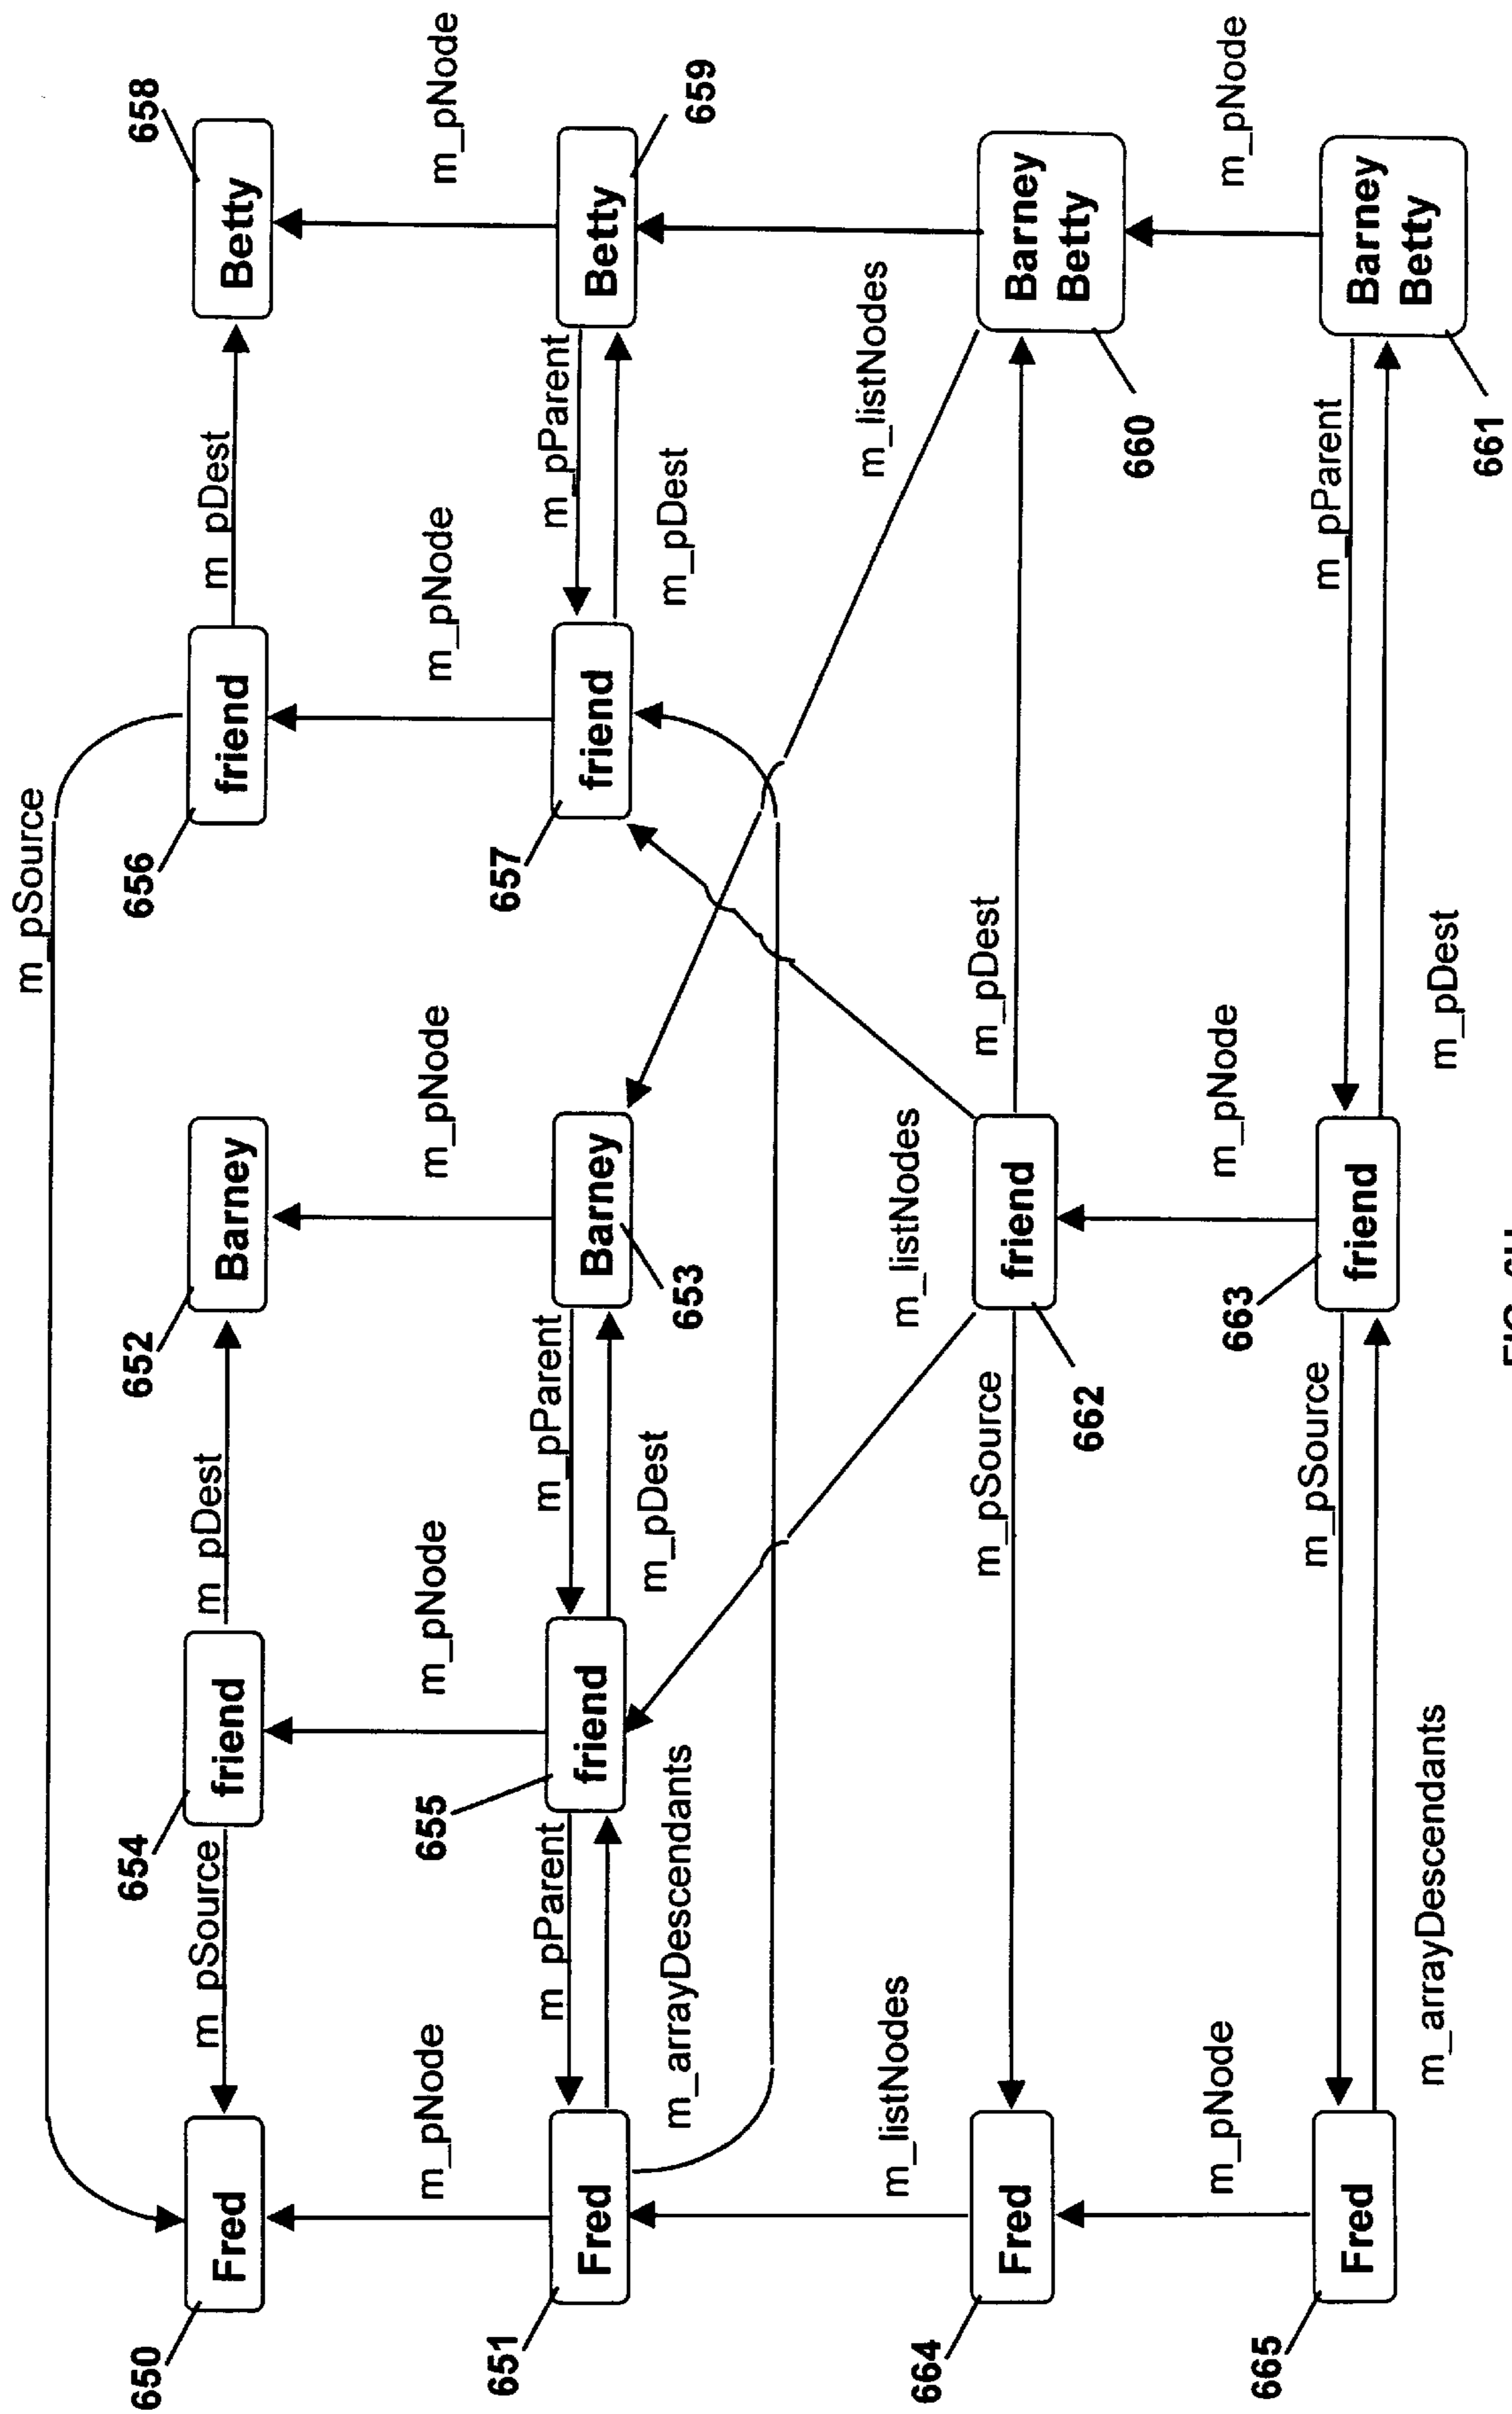 m_pSource
650 654 652 656 658
m_pSource m_pDest m_pDest
Fred friend Barney friend Betty
m_pNode m_pNode m_pNode m_pNode m_pNode
651 655 657
m_pParent m_pParent m_pParent
Fred friend Barney friend Betty
m_arrayDescendants m_pDest 653 m_pDest 659
m_listNodes m_listNodes m_listNodes
664 m_pSource m_pDest
Fred friend Barney
Betty
662 660
m_pNode m_pNode m_pNode
665 663
m_pSource m_pParent
Fred friend Barney
Betty
m_arrayDescendants m_pDest 661